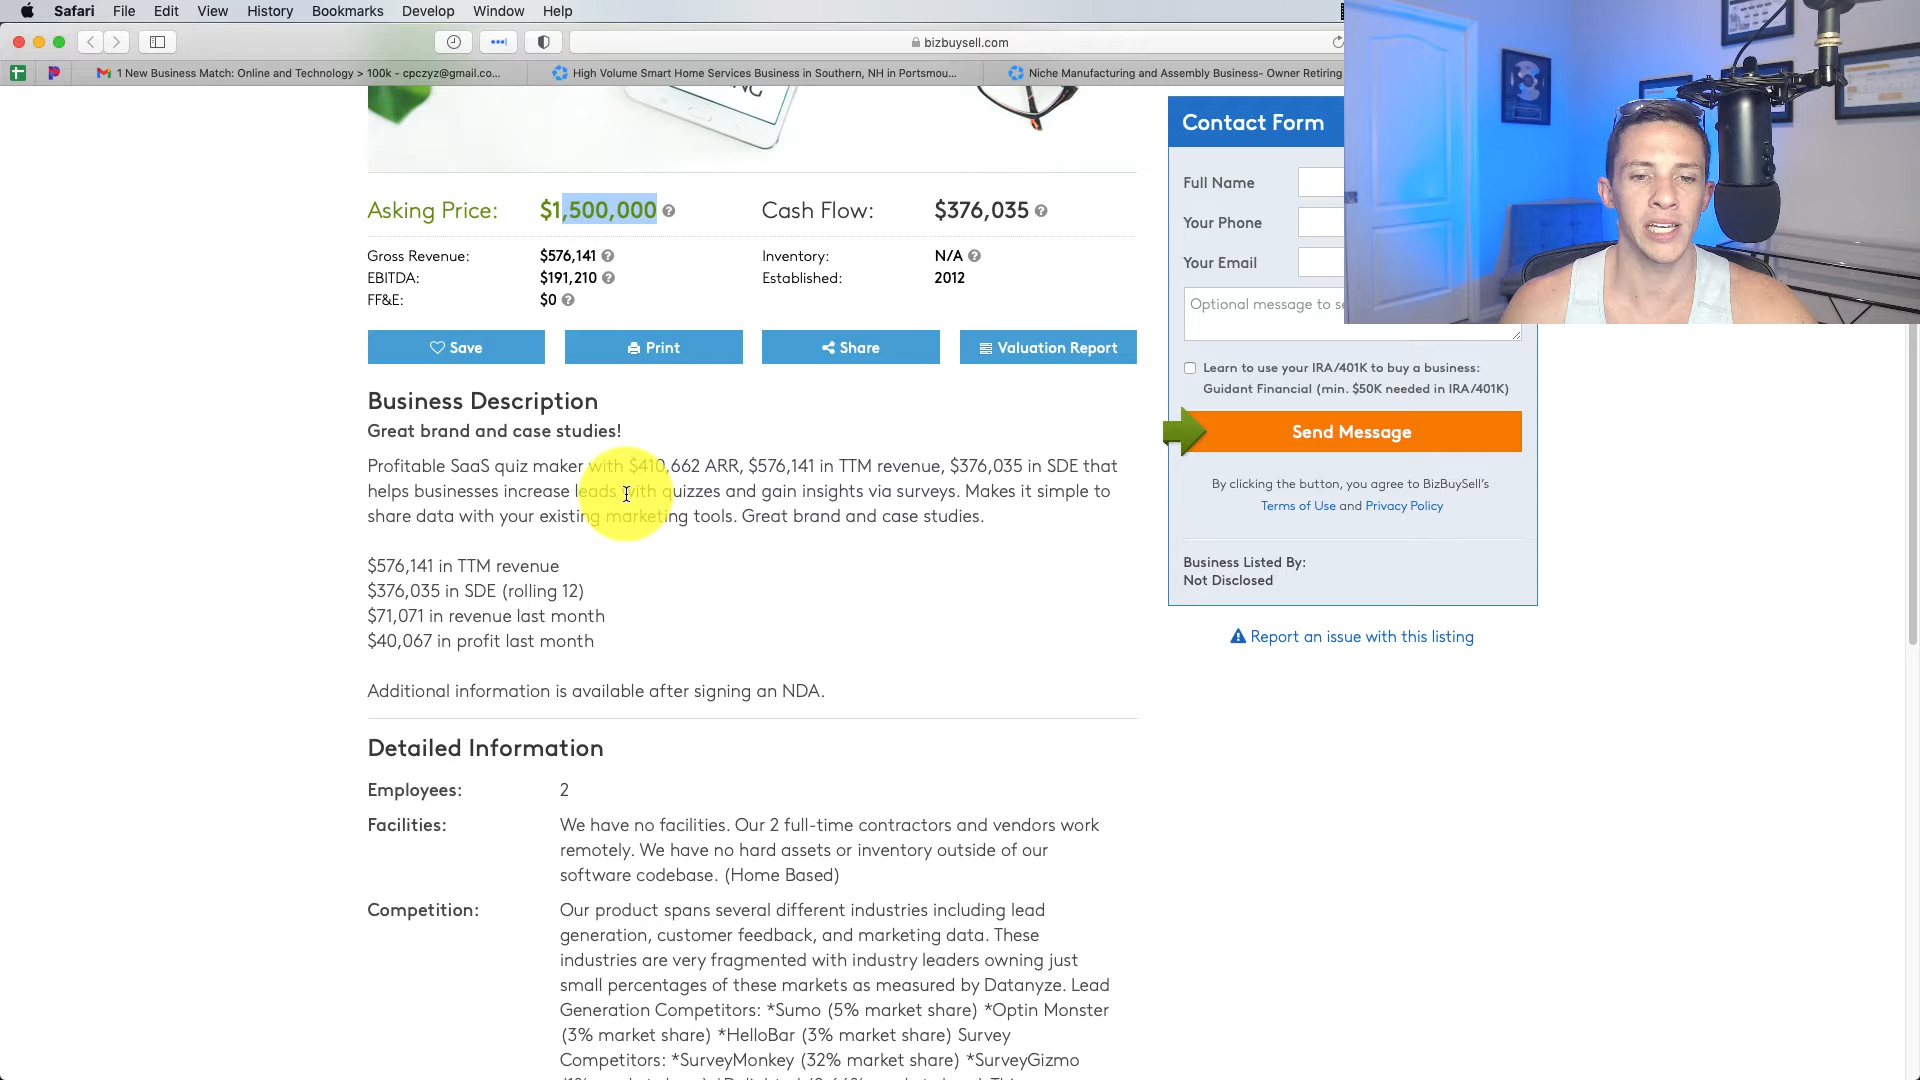 Safari File Edit View History Bookmarks Develop Window Help
bizbuysell.com
1 New Business Match: Online and Technology > 100k - cpczyz@gmail.co...
High Volume Smart Home Services Business in Southern, NH in Portsmou...
Niche Manufacturing and Assembly Business- Owner Retiring
NG
Asking Price: $1,500,000
Cash Flow: $376,035
Gross Revenue: $576,141
EBITDA: $191,210
FF&E: $0
Inventory: N/A
Established: 2012
Save
Print
Share
Valuation Report
Business Description
Great brand and case studies!
Profitable SaaS quiz maker with $410,662 ARR, $576,141 in TTM revenue, $376,035 in SDE that
helps businesses increase leads with quizzes and gain insights via surveys. Makes it simple to
share data with your existing marketing tools. Great brand and case studies.
$576,141 in TTM revenue
$376,035 in SDE (rolling 12)
$71,071 in revenue last month
$40,067 in profit last month
Additional information is available after signing an NDA.
Detailed Information
Employees: 2
Facilities: We have no facilities. Our 2 full-time contractors and vendors work
remotely. We have no hard assets or inventory outside of our
software codebase. (Home Based)
Competition: Our product spans several different industries including lead
generation, customer feedback, and marketing data. These
industries are very fragmented with industry leaders owning just
small percentages of these markets as measured by Datanyze. Lead
Generation Competitors: *Sumo (5% market share) *Optin Monster
(3% market share) *HelloBar (3% market share) Survey
Competitors: *SurveyMonkey (32% market share) *SurveyGizmo
Contact Form
Full Name
Your Phone
Your Email
Optional message to se
Learn to use your IRA/401K to buy a business:
Guidant Financial (min. $50K needed in IRA/401K)
Send Message
By clicking the button, you agree to BizBuySell's
Terms of Use and Privacy Policy
Business Listed By:
Not Disclosed
Report an issue with this listing